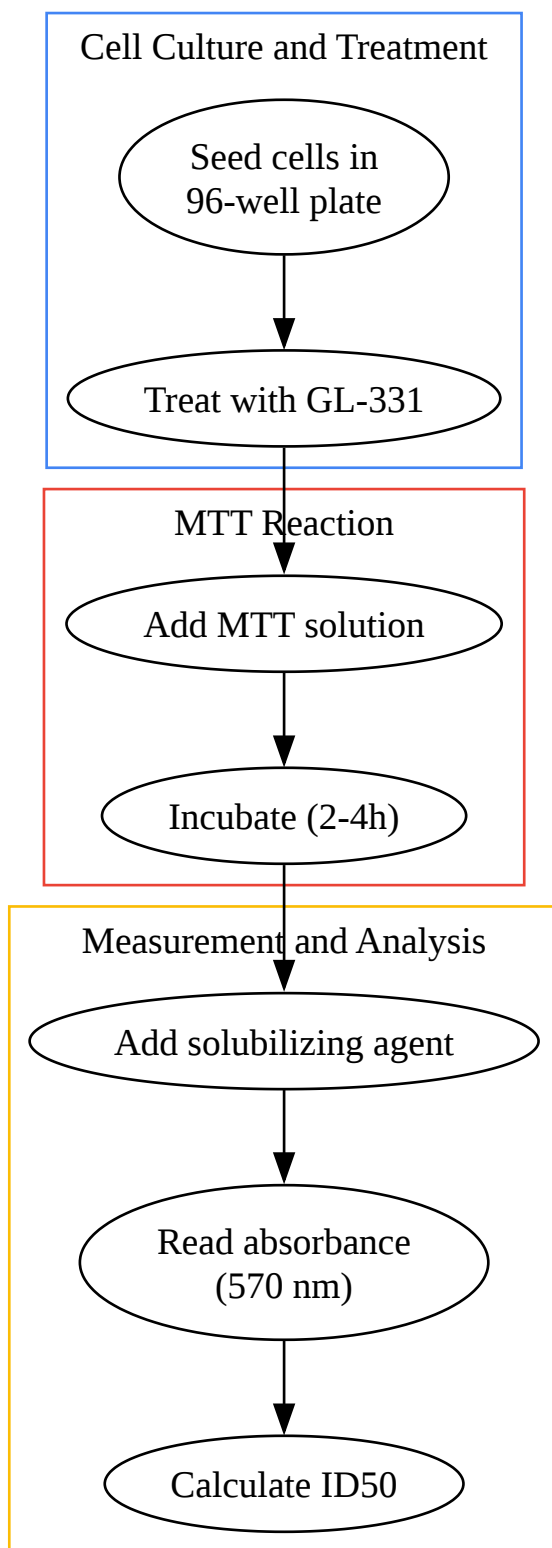 Cell Culture and Treatment
Seed cells in
96-well plate
Treat with GL-331
MTT Reaction
Add MTT solution
Incubate (2-4h)
Measurement and Analysis
Add solubilizing agent
Read absorbance
(570 nm)
Calculate ID50